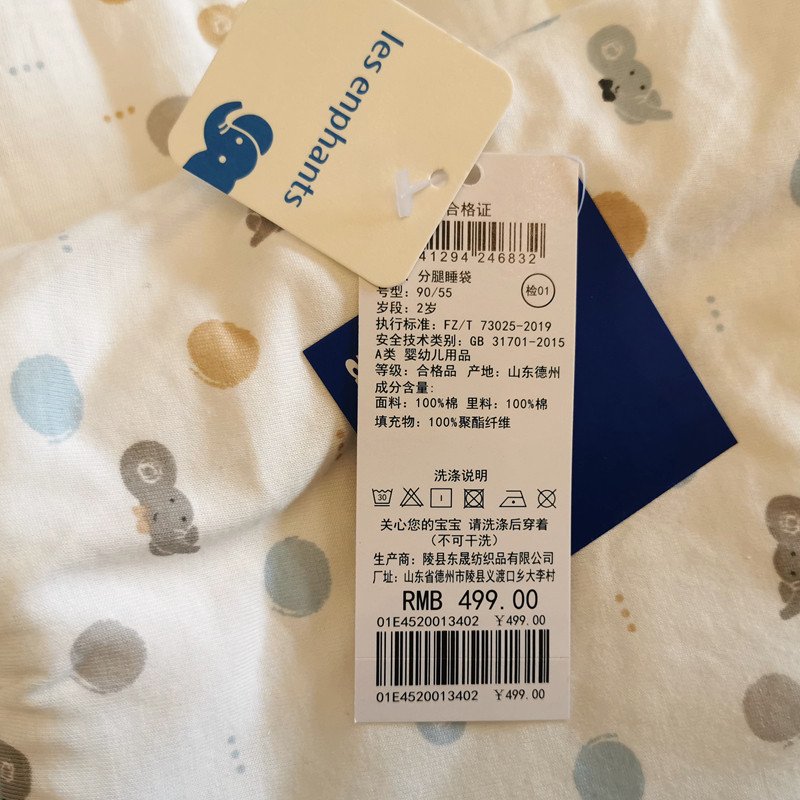 les enphants
合格证
41294 246832
分腿睡袋
号型: 90/55
检01
岁段: 2岁
执行标准: FZ/T 73025-2019
安全技术类别: GB 31701-2015
A类 婴幼儿用品
等级: 合格品 产地: 山东德州
成分含量:
面料: 100%棉 里料: 100%棉
填充物: 100%聚酯纤维
洗涤说明
30
关心您的宝宝 请洗涤后穿着
(不可干洗)
生产商: 陵县东晟纺织品有限公司
厂址: 山东省德州市陵县义渡口乡大李村
RMB 499.00
01E4520013402 ￥499.00
01E4520013402 ￥499.00